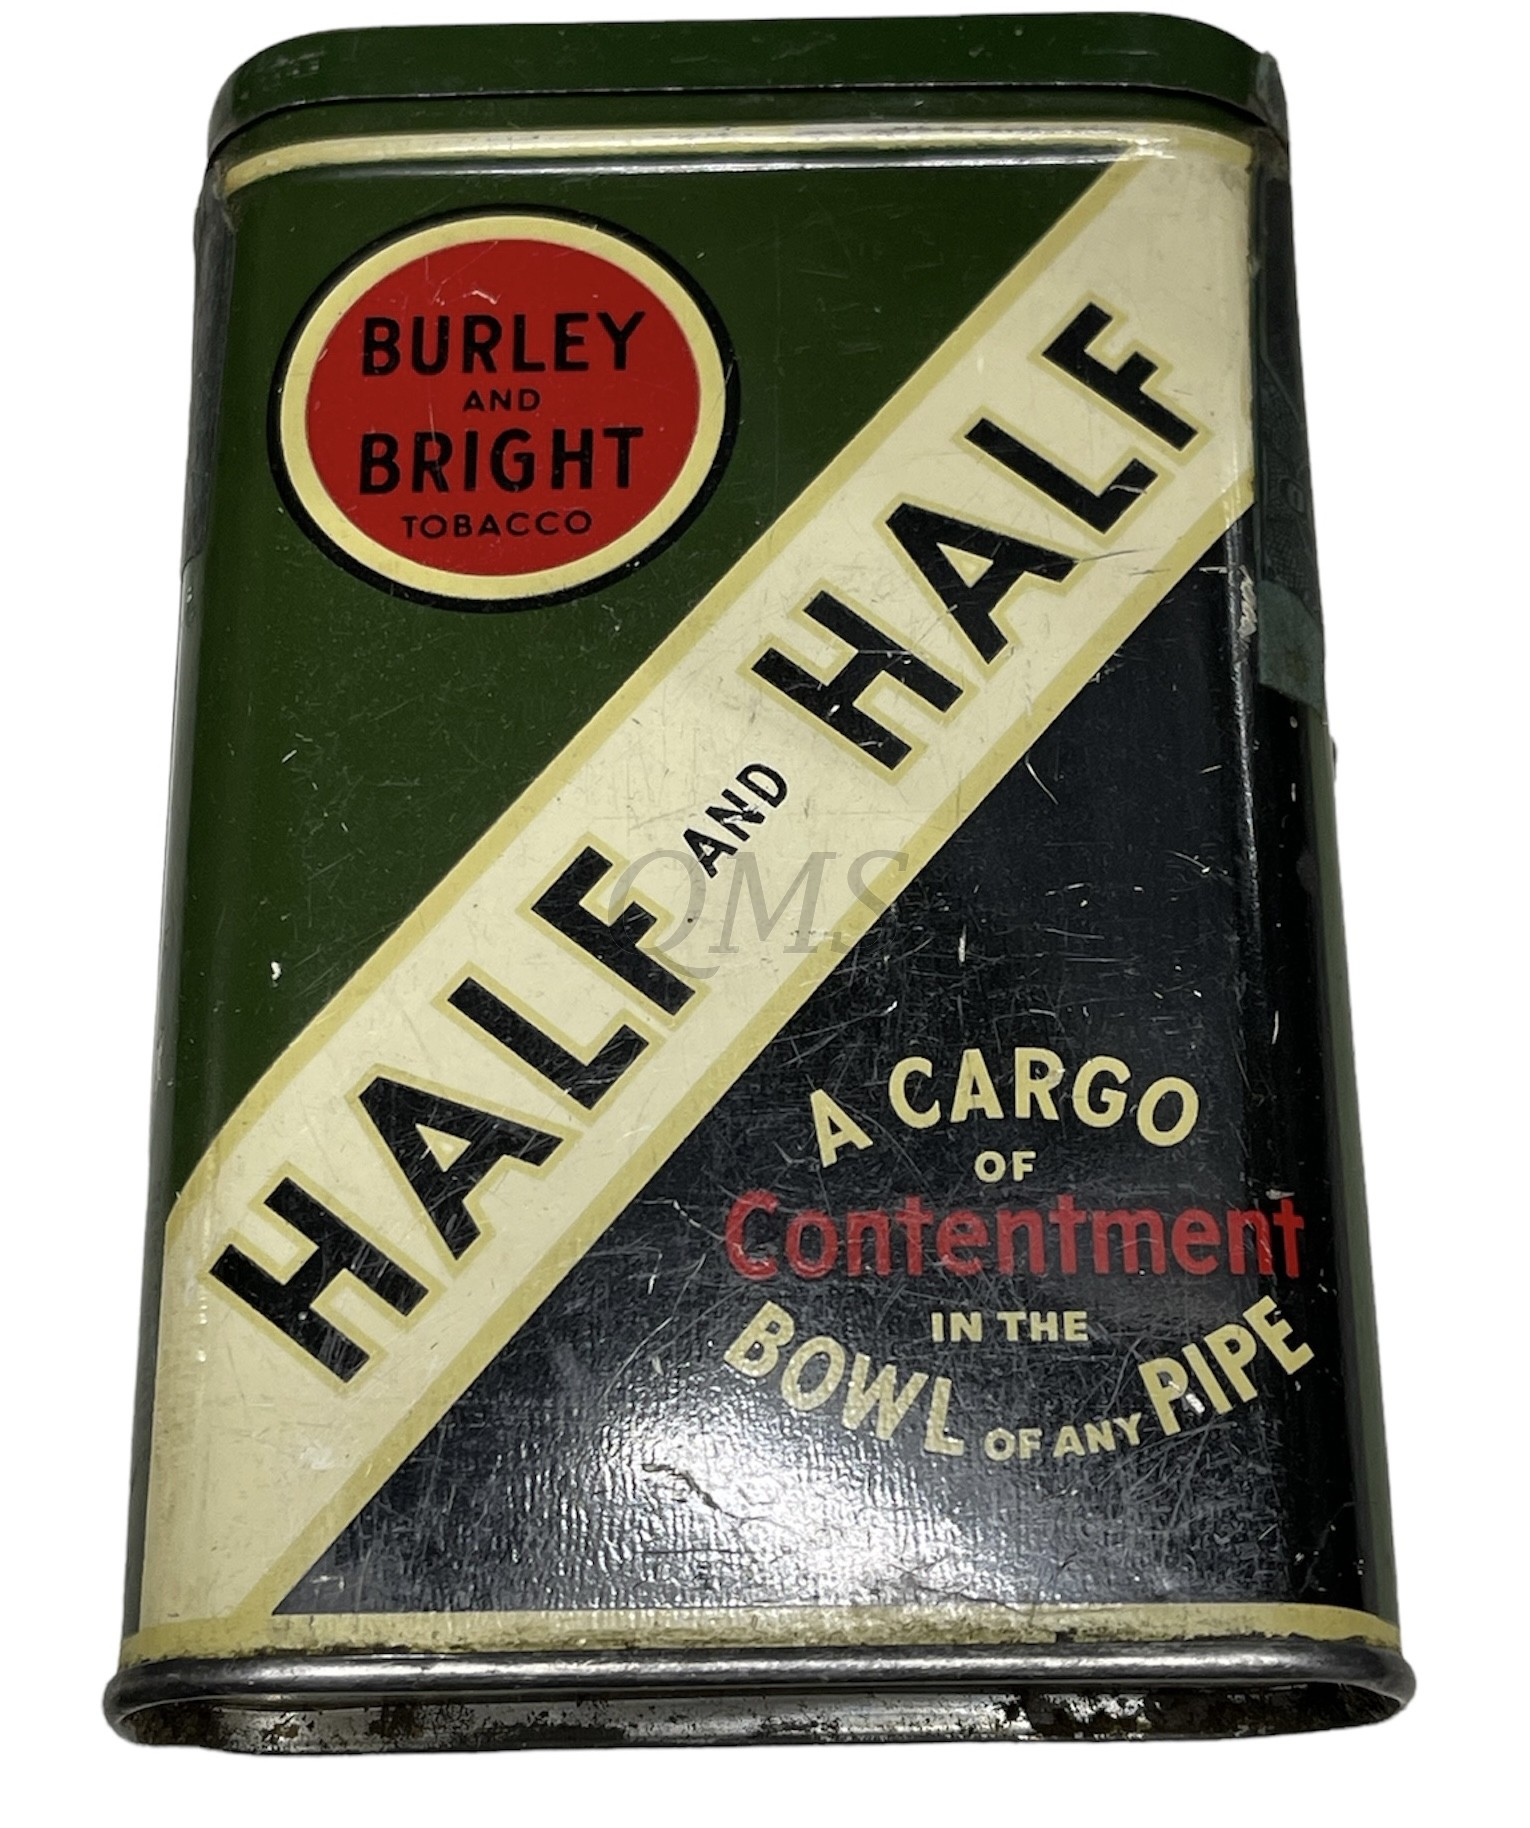 BURLEY
AND
BRIGHT
TOBACCO
HALF AND HALF
QMS
A CARGO
OF
Contentment
IN THE
BOWL OF ANY PIPE